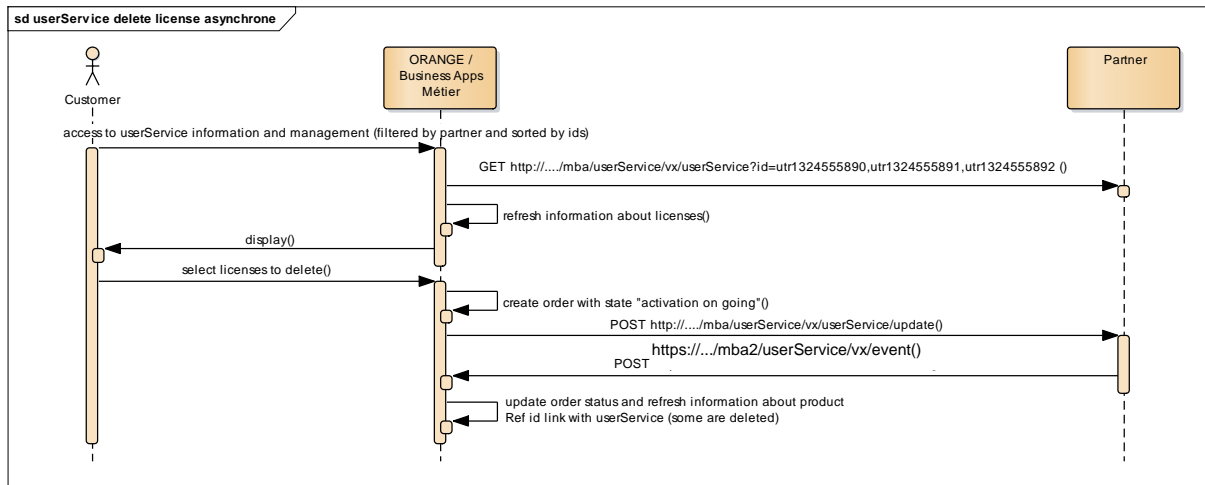 sd userService delete license asynchrone
Customer
ORANGE /
Business Apps
Métier
Partner
access to userService information and management (filtered by partner and sorted by ids)
GET http://..../mba/userService/vx/userService?id=utr1324555890,utr1324555891,utr1324555892 ()
refresh information about licenses()
display()
select licenses to delete()
create order with state "activation on going"()
POST http://..../mba/userService/vx/userService/update()
https://.../mba2/userService/vx/event()
POST
update order status and refresh information about product
Ref id link with userService (some are deleted)